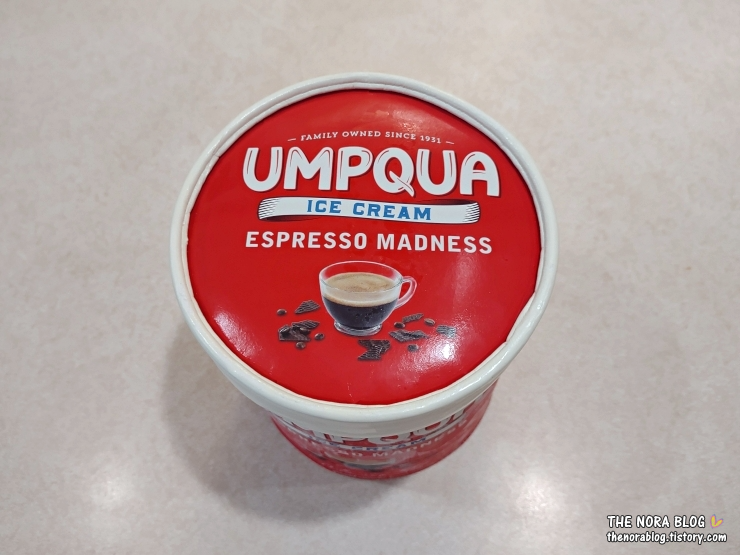 — FAMILY OWNED SINCE 1931 —
UMPQUA
ICE CREAM
ESPRESSO MADNESS
THE NORA BLOG
thenorablog.tistory.com